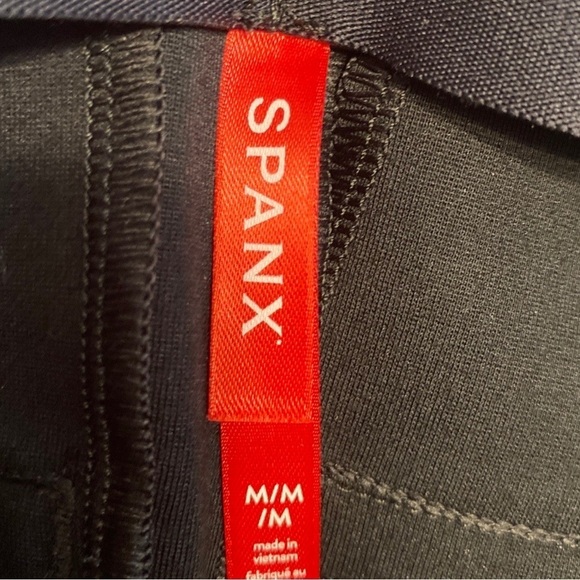 SPANX
M/M
/M
made in
vietnam
fabriqué au